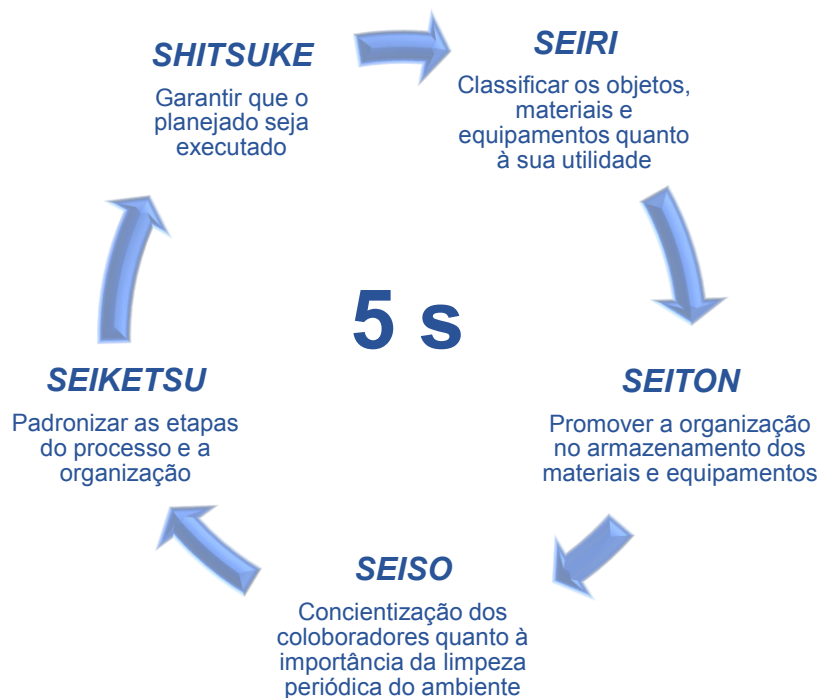 SHITSUKE
Garantir que o
planejado seja
executado
SEIRI
Classificar os objetos,
materiais e
equipamentos quanto
à sua utilidade
5 s
SEIKETSU
Padronizar as etapas
do processo e a
organização
SEITON
Promover a organização
no armazenamento dos
materiais e equipamentos
SEISO
Concientização dos
coloboradores quanto à
importância da limpeza
periódica do ambiente